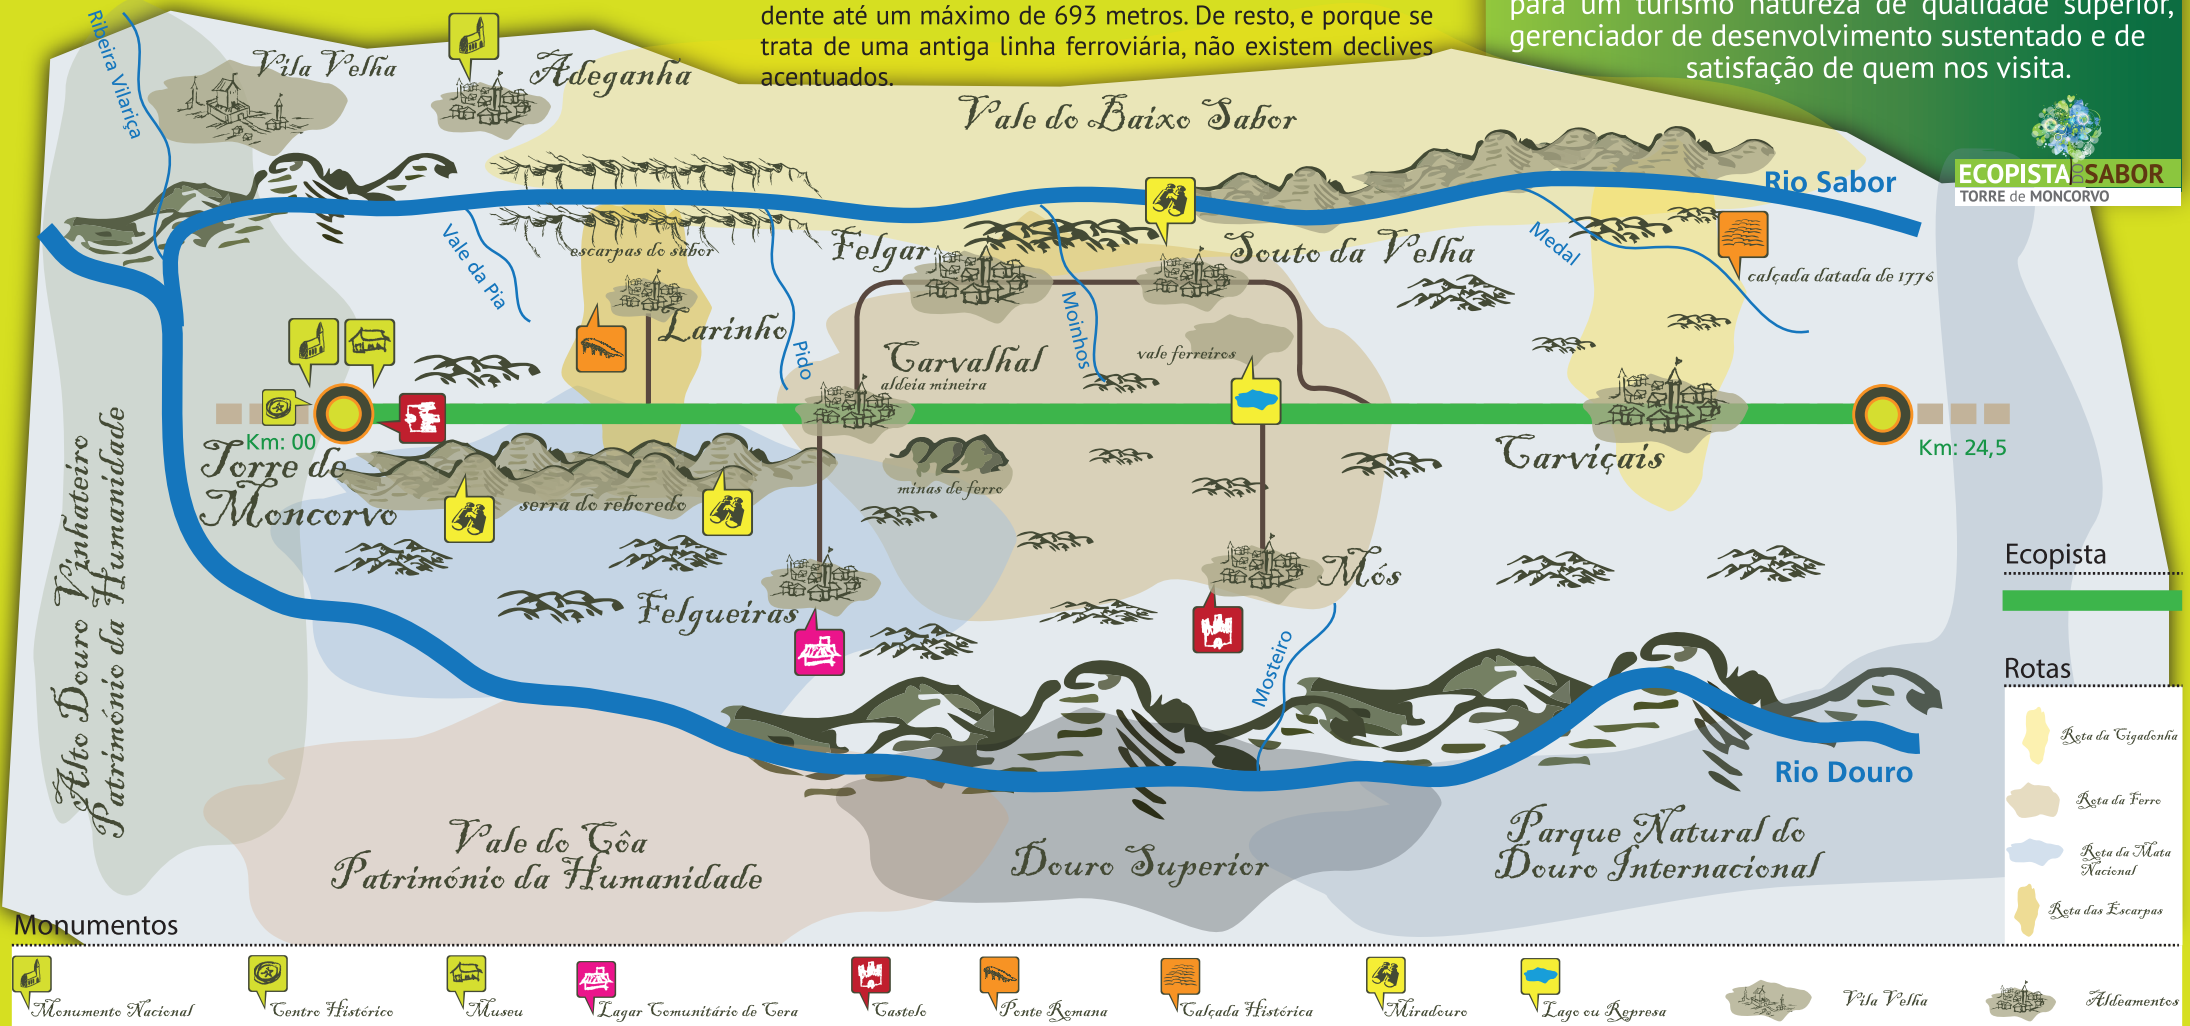 dente até um máximo de 693 metros. De resto, e porque se
trata de uma antiga linha ferroviária, não existem declives
acentuados.
para um turismo natureza de qualidade superior,
gerenciador de desenvolvimento sustentado e de
satisfação de quem nos visita.
ECOPISTA DO SABOR
TORRE de MONCORVO
Ribeira Vilariça
Vila Velha
Adeganha
Vale do Baixo Sabor
Rio Sabor
Vale da Pia
escarpas do sabor
Felgar
Souto da Velha
Medal
calçada datada de 1776
Larinho
Pido
Moinhos
Carvalhal
aldeia mineira
vale ferreiros
Km: 00
Torre de
Moncorvo
serra do reboredo
minas de ferro
Carviçais
Km: 24,5
Alto Douro Vinhateiro
Património da Humanidade
Felgueiras
Mós
Mosteiro
Rio Douro
Vale do Côa
Património da Humanidade
Douro Superior
Parque Natural do
Douro Internacional
Ecopista
Rotas
Rota da Cigadonha
Rota da Ferro
Rota da Mata
Nacional
Rota das Escarpas
Monumentos
Monumento Nacional
Centro Histórico
Museu
Lagar Comunitário de Cera
Castelo
Ponte Romana
Calçada Histórica
Miradouro
Lago ou Represa
Vila Velha
Aldeamentos